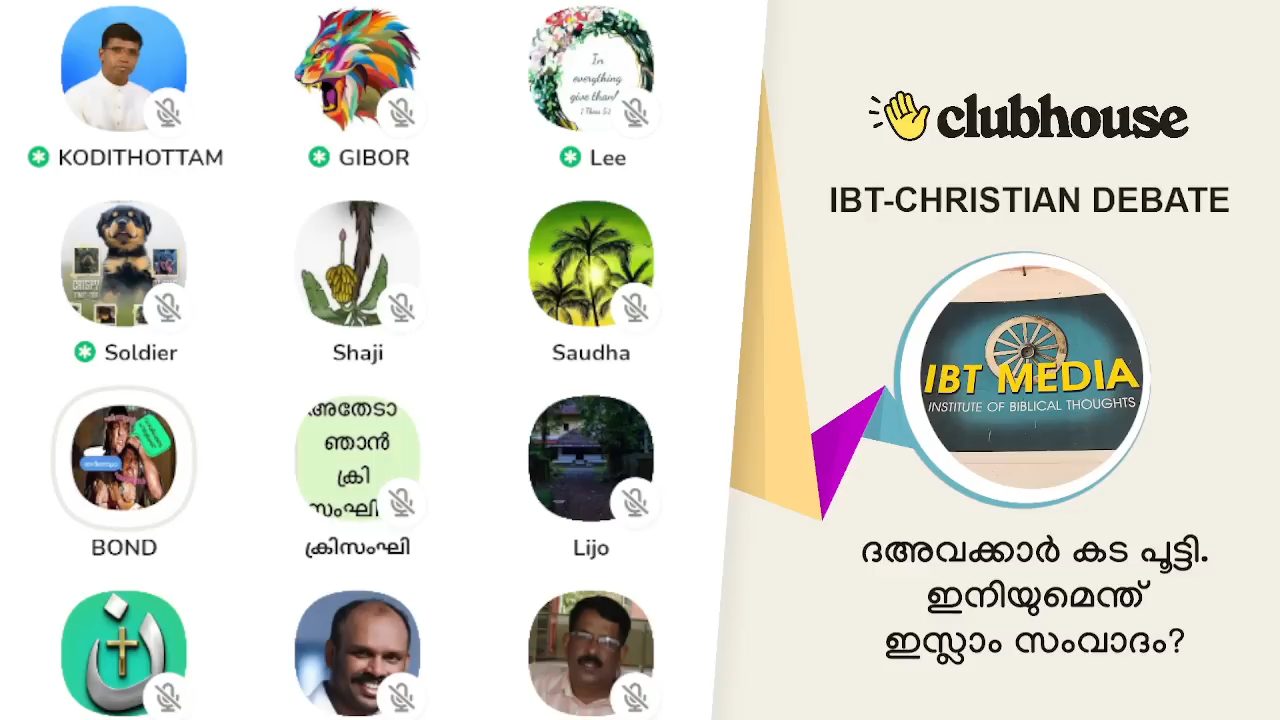 In
everything
give than!
KODITHOTTAM
GIBOR
Lee
Soldier
Shaji
Saudha
അതേടാ
ഞാൻ
ക്രി
സംഘി
BOND
ക്രിസംഘി
Lijo
clubhouse
IBT-CHRISTIAN DEBATE
IBT MEDIA
INSTITUTE OF BIBLICAL THOUGHTS
ദഅവക്കാർ കട പൂട്ടി.
ഇനിയുമെന്ത്
ഇസ്ലാം സംവാദം?